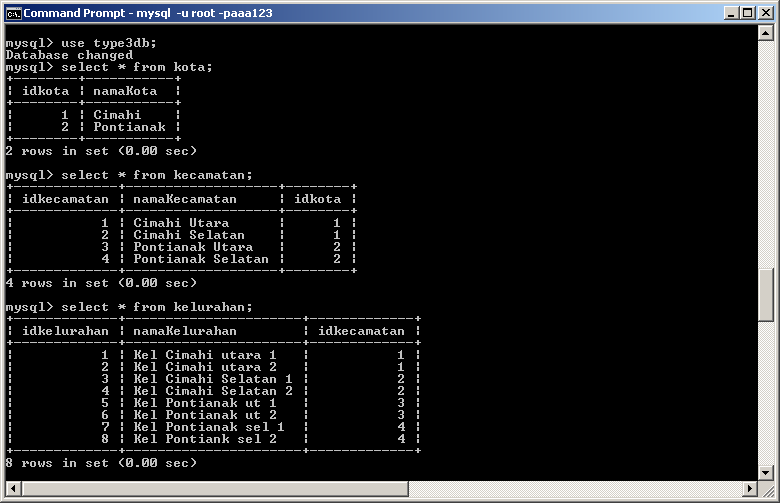 Command Prompt - mysql -u root -paaa123
mysql> use type3db;
Database changed
mysql> select * from kota;
+--------+-----------+
| idkota | namaKota  |
+--------+-----------+
|      1 | Cimahi    |
|      2 | Pontianak |
+--------+-----------+
2 rows in set (0.00 sec)
mysql> select * from kecamatan;
+-------------+-------------------+--------+
| idkecamatan | namaKecamatan     | idkota |
+-------------+-------------------+--------+
|           1 | Cimahi Utara      |      1 |
|           2 | Cimahi Selatan    |      1 |
|           3 | Pontianak Utara   |      2 |
|           4 | Pontianak Selatan |      2 |
+-------------+-------------------+--------+
4 rows in set (0.00 sec)
mysql> select * from kelurahan;
+-------------+----------------------+-------------+
| idkelurahan | namaKelurahan        | idkecamatan |
+-------------+----------------------+-------------+
|           1 | Kel Cimahi utara 1   |           1 |
|           2 | Kel Cimahi utara 2   |           1 |
|           3 | Kel Cimahi Selatan 1 |           2 |
|           4 | Kel Cimahi Selatan 2 |           2 |
|           5 | Kel Pontianak ut 1   |           3 |
|           6 | Kel Pontianak ut 2   |           3 |
|           7 | Kel Pontianak sel 1  |           4 |
|           8 | Kel Pontiank sel 2   |           4 |
+-------------+----------------------+-------------+
8 rows in set (0.00 sec)